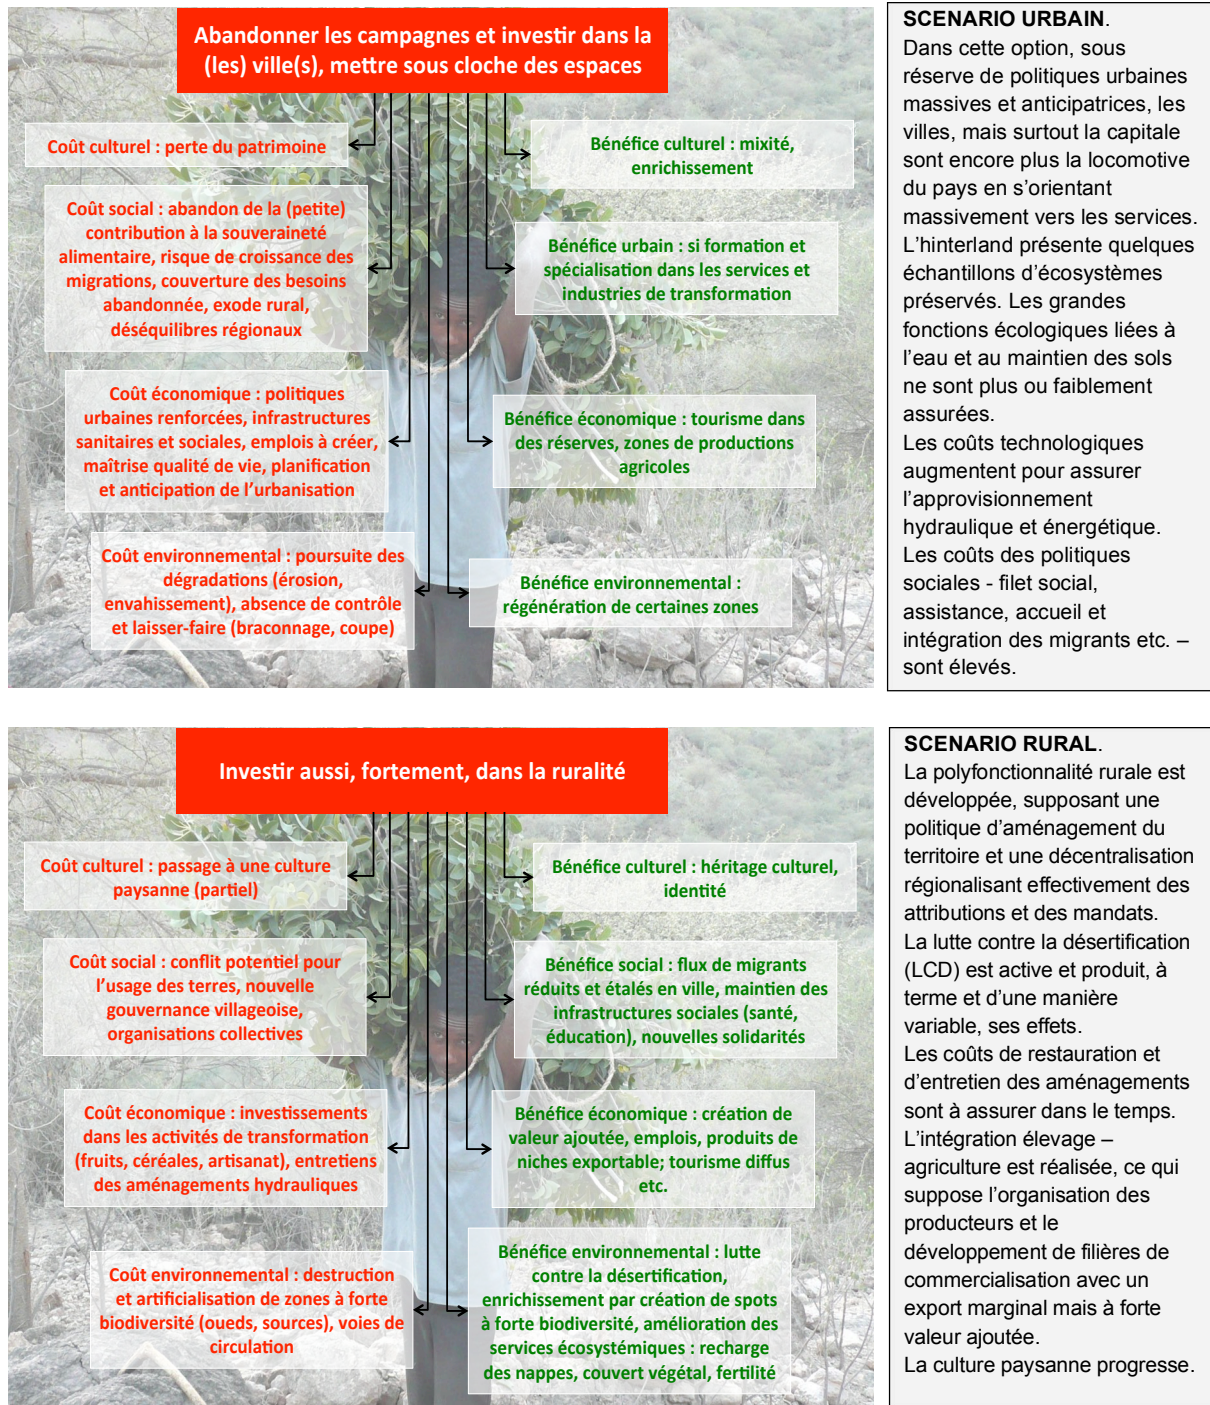 Abandonner les campagnes et investir dans la
(les) ville(s), mettre sous cloche des espaces
Coût culturel : perte du patrimoine
Coût social : abandon de la (petite)
contribution à la souveraineté
alimentaire, risque de croissance des
migrations, couverture des besoins
abandonnée, exode rural,
déséquilibres régionaux
Coût économique : politiques
urbaines renforcées, infrastructures
sanitaires et sociales, emplois à créer,
maîtrise qualité de vie, planification
et anticipation de l'urbanisation
Coût environnemental : poursuite des
dégradations (érosion,
envahissement), absence de contrôle
et laisser-faire (braconnage, coupe)
Bénéfice culturel : mixité,
enrichissement
Bénéfice urbain : si formation et
spécialisation dans les services et
industries de transformation
Bénéfice économique : tourisme dans
des réserves, zones de productions
agricoles
Bénéfice environnemental :
régénération de certaines zones
SCENARIO URBAIN.
Dans cette option, sous
réserve de politiques urbaines
massives et anticipatrices, les
villes, mais surtout la capitale
sont encore plus la locomotive
du pays en s'orientant
massivement vers les services.
L'hinterland présente quelques
échantillons d'écosystèmes
préservés. Les grandes
fonctions écologiques liées à
l'eau et au maintien des sols
ne sont plus ou faiblement
assurées.
Les coûts technologiques
augmentent pour assurer
l'approvisionnement
hydraulique et énergétique.
Les coûts des politiques
sociales - filet social,
assistance, accueil et
intégration des migrants etc. –
sont élevés.
Investir aussi, fortement, dans la ruralité
Coût culturel : passage à une culture
paysanne (partiel)
Coût social : conflit potentiel pour
l'usage des terres, nouvelle
gouvernance villageoise,
organisations collectives
Coût économique : investissements
dans les activités de transformation
(fruits, céréales, artisanat), entretiens
des aménagements hydrauliques
Coût environnemental : destruction
et artificialisation de zones à forte
biodiversité (oueds, sources), voies de
circulation
Bénéfice culturel : héritage culturel,
identité
Bénéfice social : flux de migrants
réduits et étalés en ville, maintien des
infrastructures sociales (santé,
éducation), nouvelles solidarités
Bénéfice économique : création de
valeur ajoutée, emplois, produits de
niches exportable; tourisme diffus
etc.
Bénéfice environnemental : lutte
contre la désertification,
enrichissement par création de spots
à forte biodiversité, amélioration des
services écosystémiques : recharge
des nappes, couvert végétal, fertilité
SCENARIO RURAL.
La polyfonctionnalité rurale est
développée, supposant une
politique d'aménagement du
territoire et une décentralisation
régionalisant effectivement des
attributions et des mandats.
La lutte contre la désertification
(LCD) est active et produit, à
terme et d'une manière
variable, ses effets.
Les coûts de restauration et
d'entretien des aménagements
sont à assurer dans le temps.
L'intégration élevage –
agriculture est réalisée, ce qui
suppose l'organisation des
producteurs et le
développement de filières de
commercialisation avec un
export marginal mais à forte
valeur ajoutée.
La culture paysanne progresse.